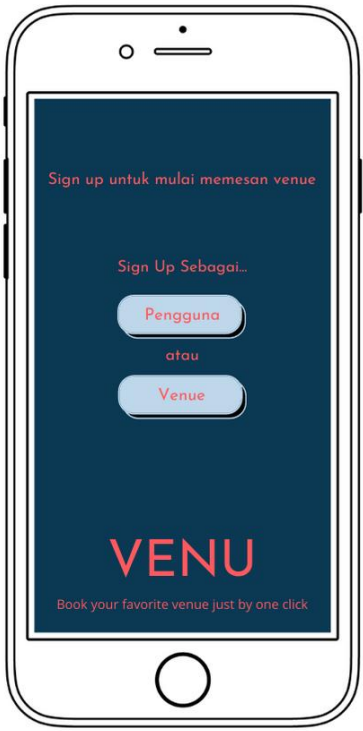 Sign up untuk mulai memesan venue
Sign Up Sebagai...
Pengguna
atau
Venue
VENU
Book your favorite venue just by one click